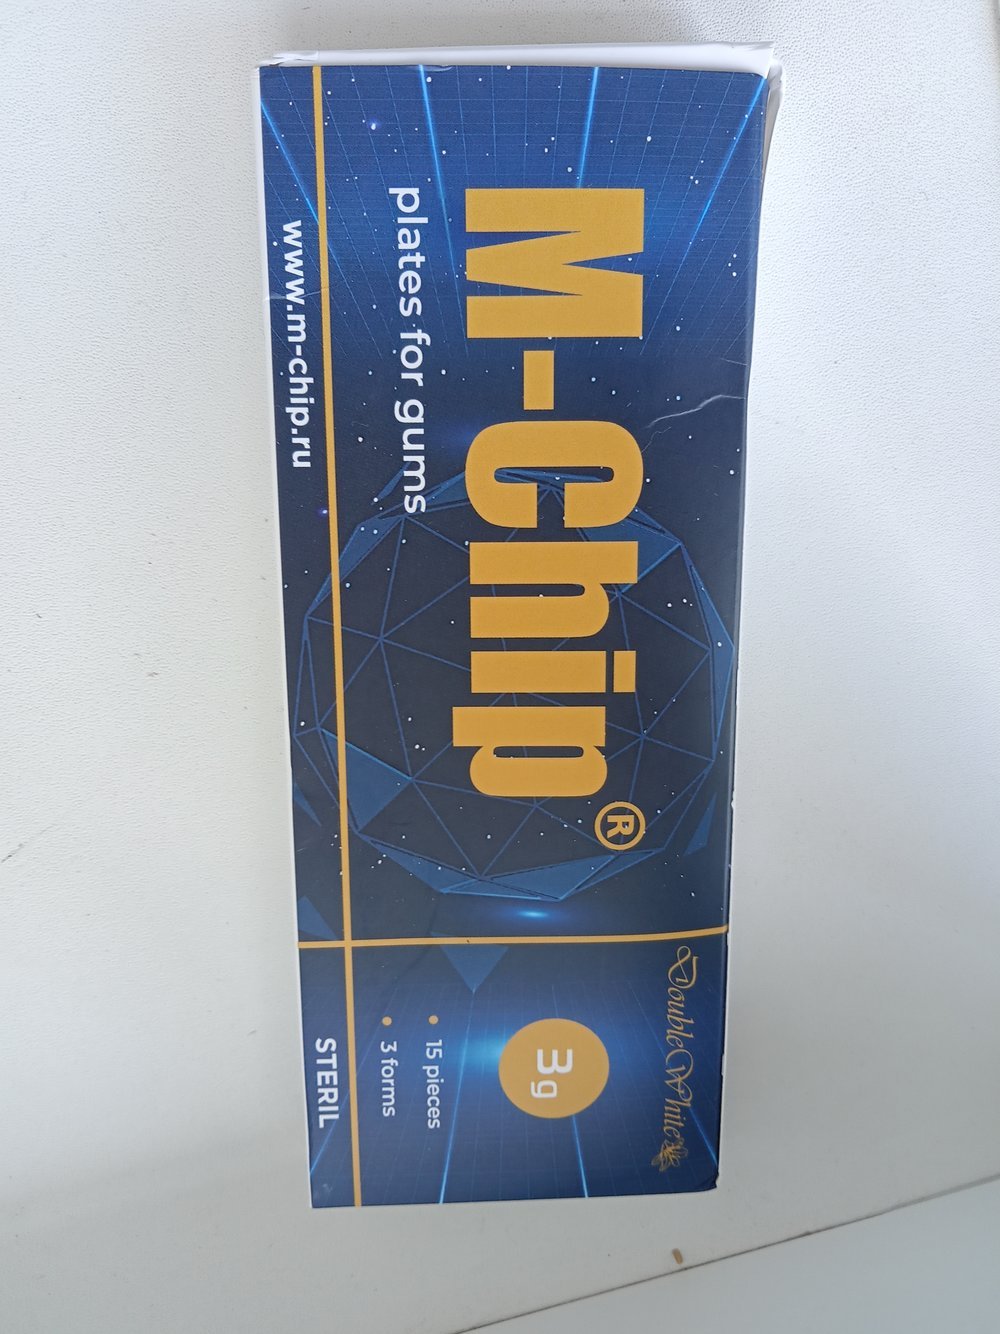 M-Chip®
plates for gums
www.m-chip.ru
Double White
3g
• 15 pieces
• 3 forms
STERIL